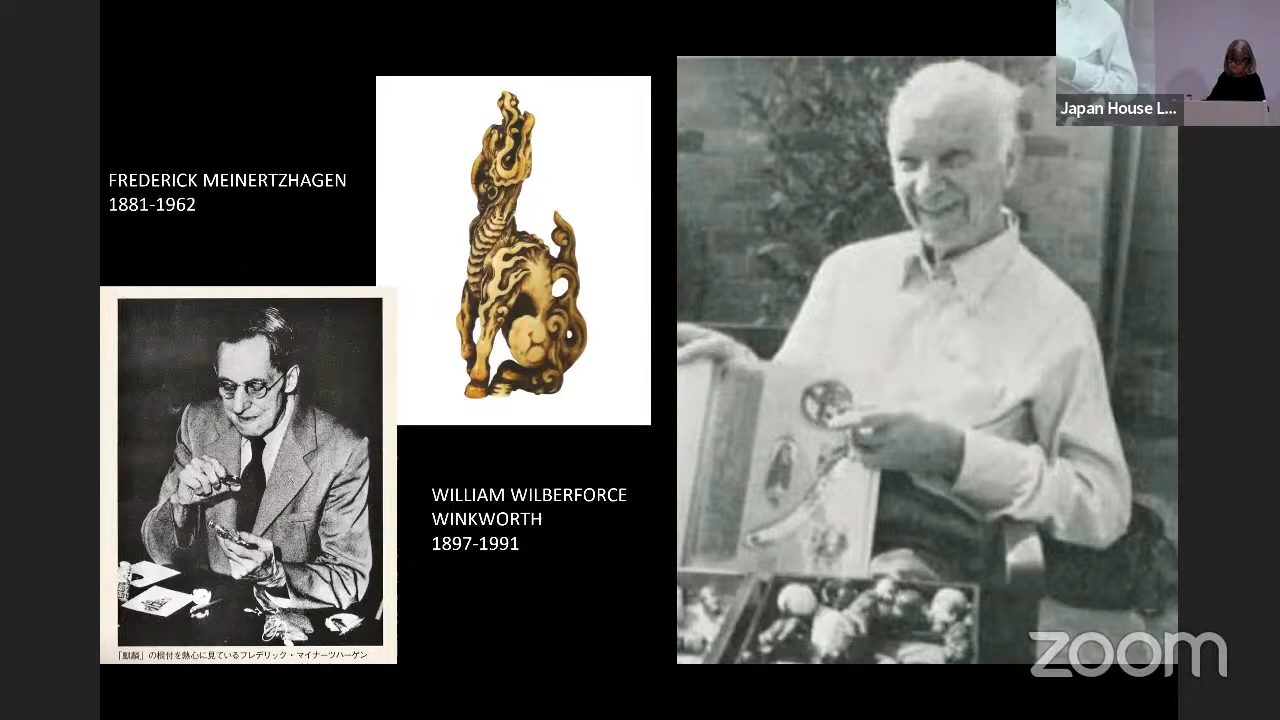 FREDERICK MEINERTZHAGEN
1881-1962
WILLIAM WILBERFORCE
WINKWORTH
1897-1991
「麒麟」の根付を熱心に見ているフレデリック・マイナーツハーゲン
Japan House L...
zoom